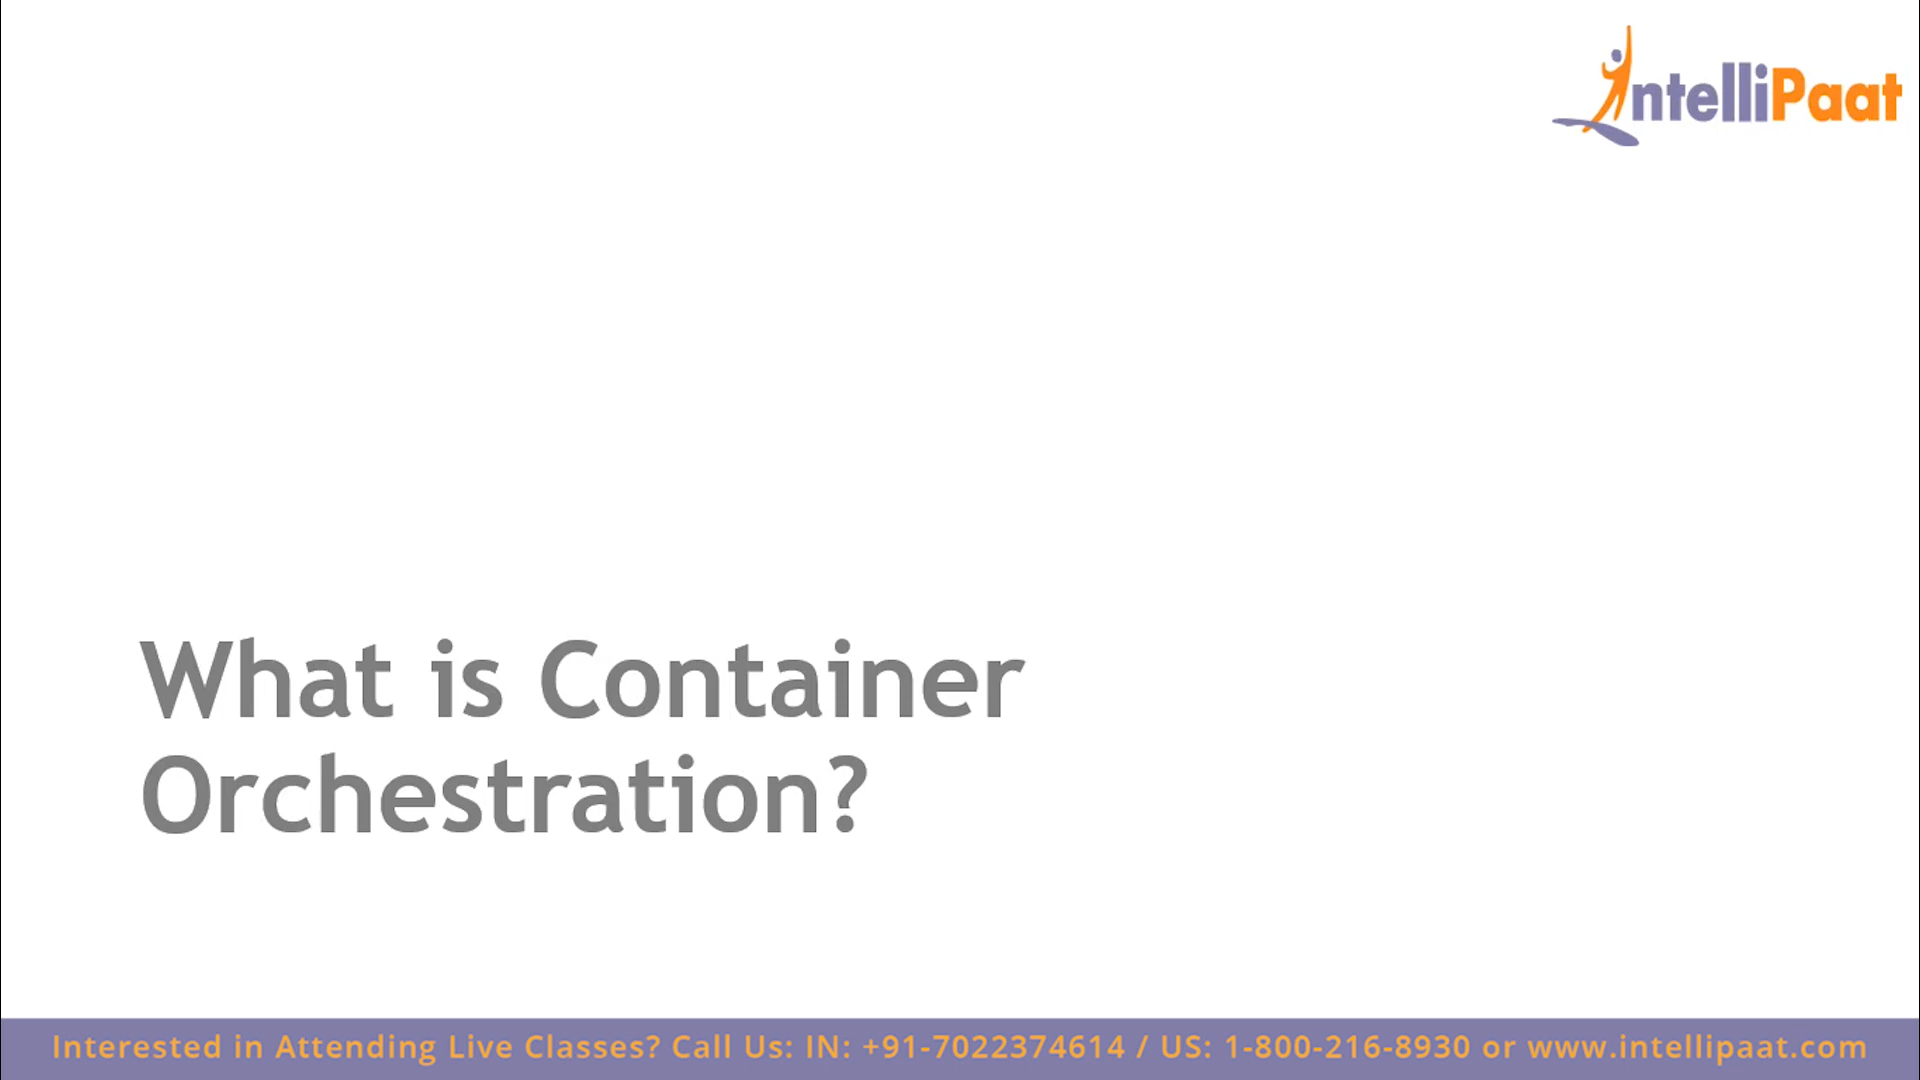 IntelliPaat
What is Container
Orchestration?
Interested in Attending Live Classes? Call Us: IN: +91-7022374614 / US: 1-800-216-8930 or www.intellipaat.com